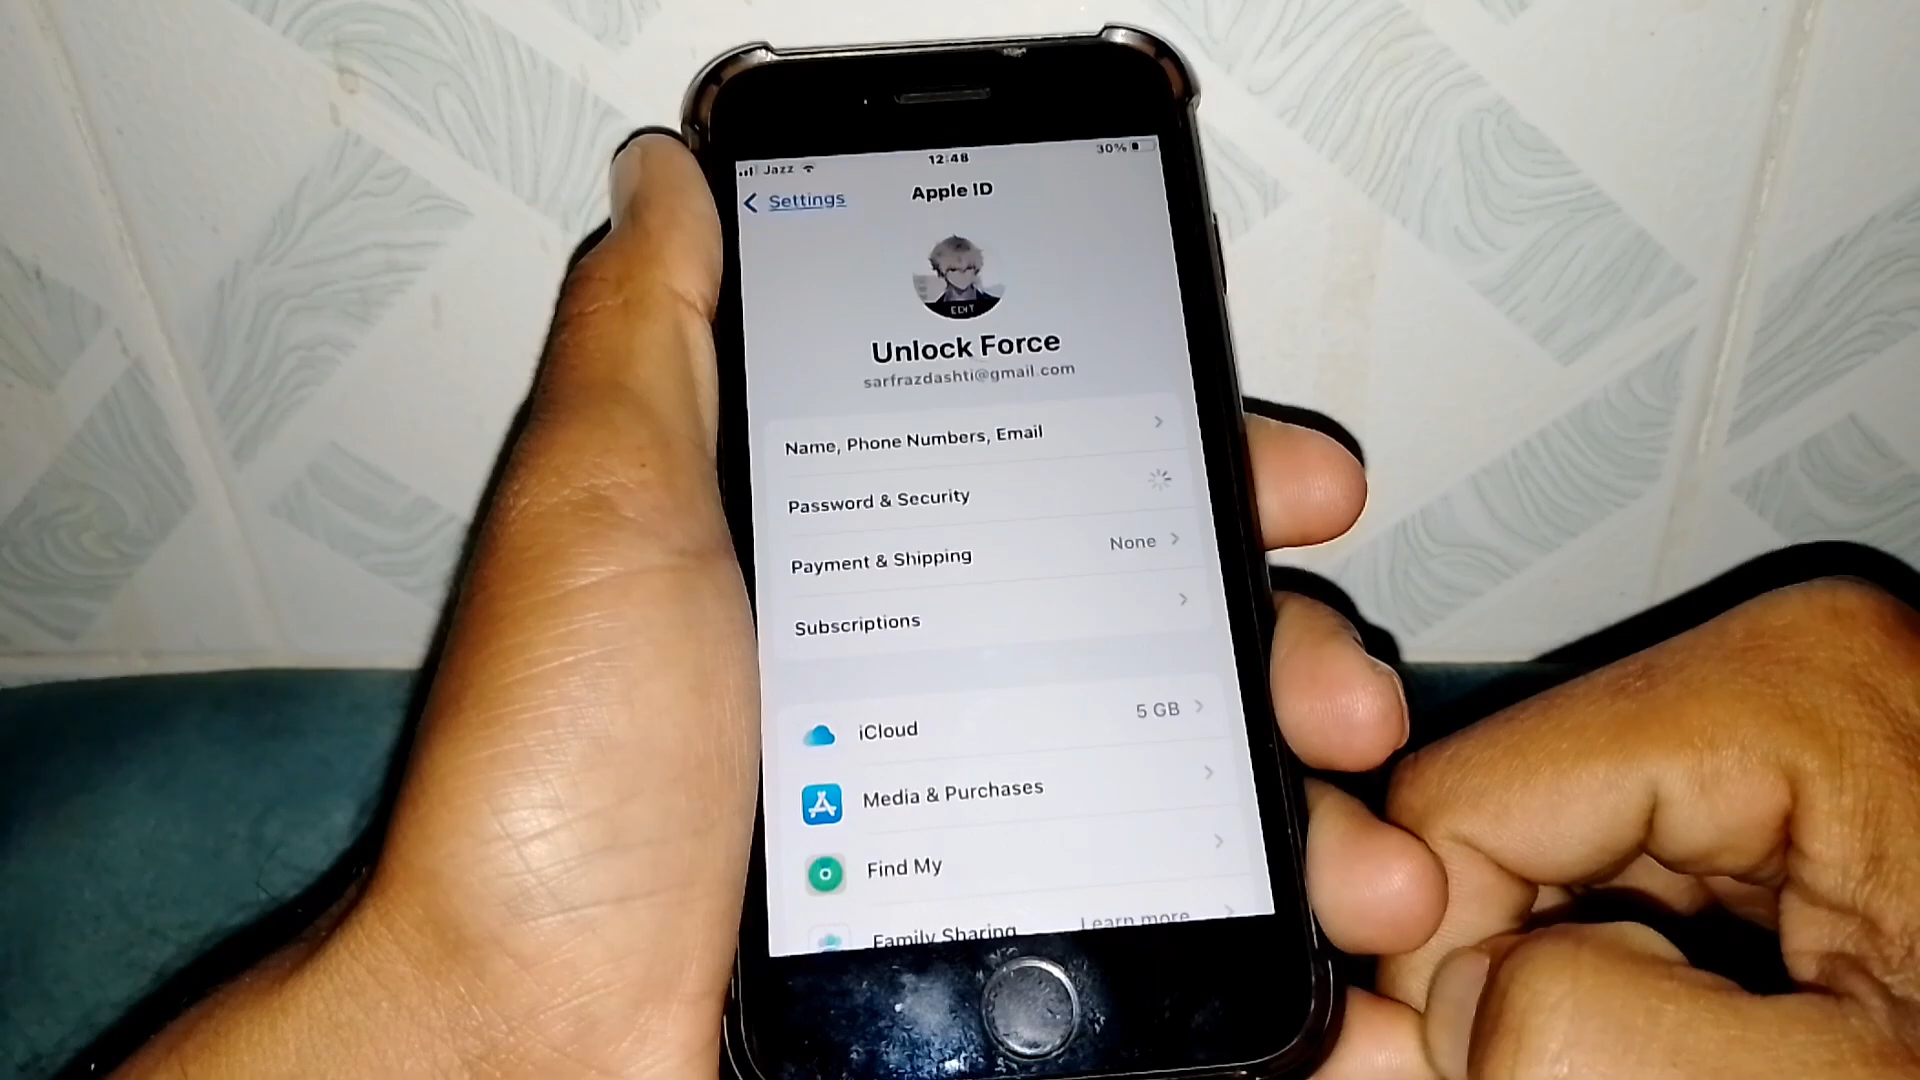 Jazz 12:48 30%
Settings Apple ID
EDIT
Unlock Force
sarfrazdashti@gmail.com
Name, Phone Numbers, Email
Password & Security
Payment & Shipping None
Subscriptions
iCloud 5 GB
Media & Purchases
Find My
Family Sharing Learn more